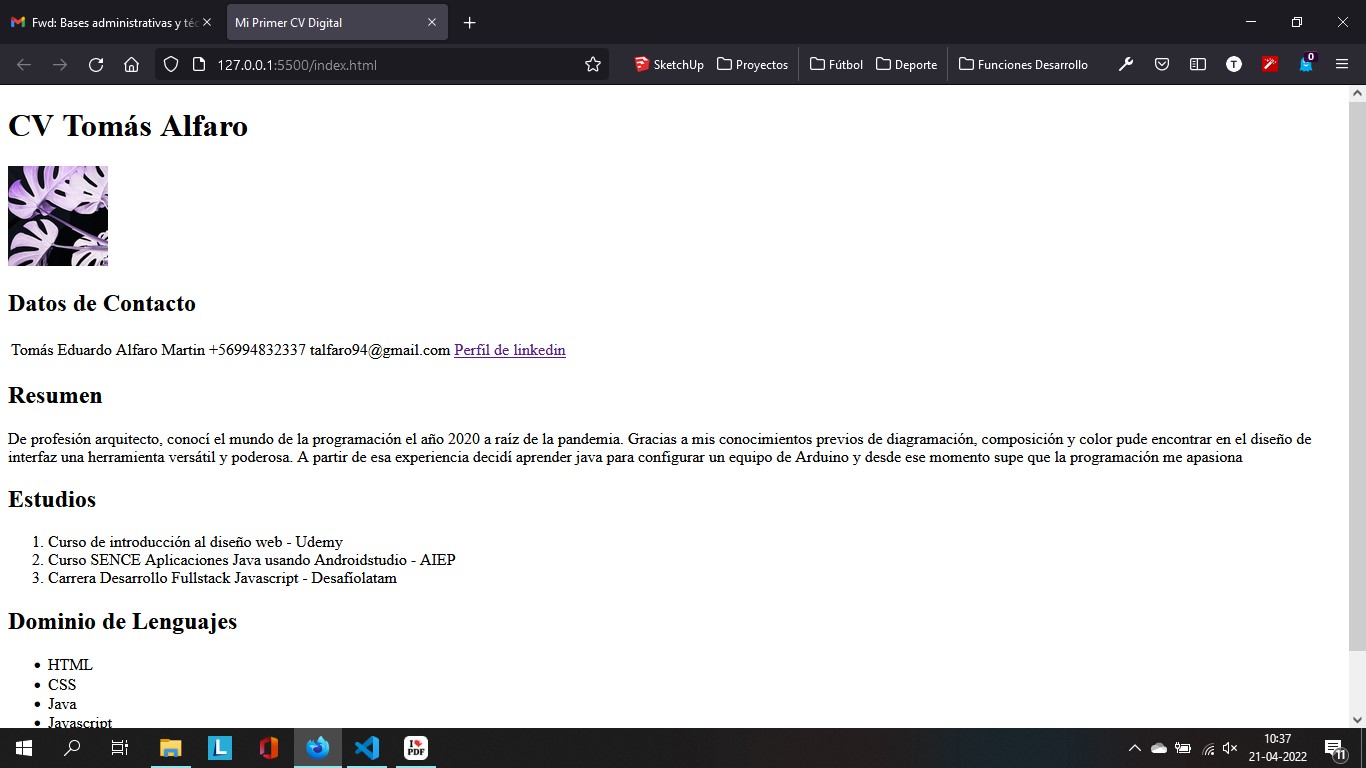 Fwd: Bases administrativas y téc
Mi Primer CV Digital
127.0.0.1:5500/index.html
SketchUp
Proyectos
Fútbol
Deporte
Funciones Desarrollo
T
0
CV Tomás Alfaro
Datos de Contacto
Tomás Eduardo Alfaro Martin +56994832337 talfaro94@gmail.com Perfil de linkedin
Resumen
De profesión arquitecto, conocí el mundo de la programación el año 2020 a raíz de la pandemia. Gracias a mis conocimientos previos de diagramación, composición y color pude encontrar en el diseño de
interfaz una herramienta versátil y poderosa. A partir de esa experiencia decidí aprender java para configurar un equipo de Arduino y desde ese momento supe que la programación me apasiona
Estudios
1. Curso de introducción al diseño web - Udemy
2. Curso SENCE Aplicaciones Java usando Androidstudio - AIEP
3. Carrera Desarrollo Fullstack Javascript - Desafíolatam
Dominio de Lenguajes
• HTML
• CSS
• Java
• Javascript
L
I PDF
10:37
21-04-2022
11